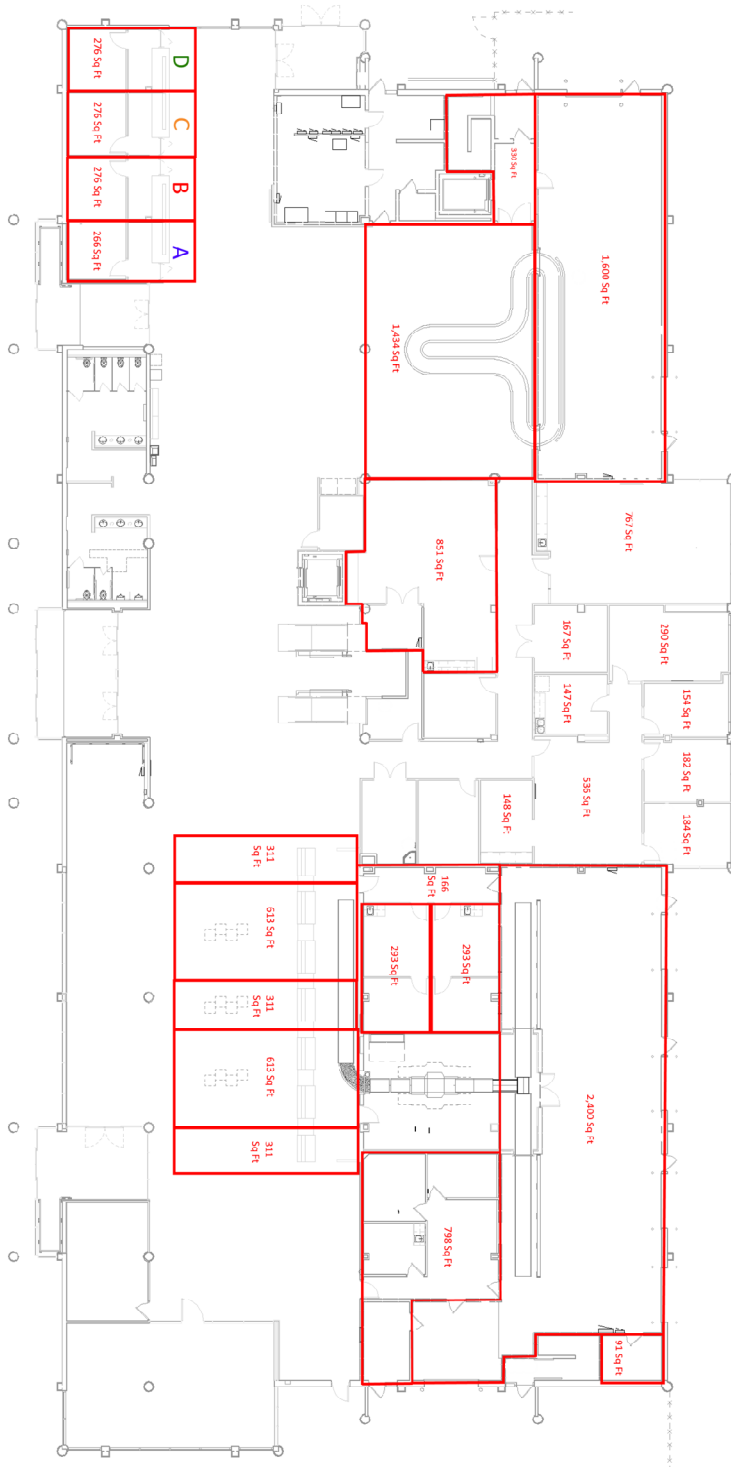 D
276 Sq Ft
C
275 Sq Ft
B
276 Sq Ft
A
266 Sq Ft
330 Sq Ft
1,600 Sq Ft
1,434 Sq Ft
851 Sq Ft
767 Sq Ft
167 Sq Ft
290 Sq Ft
147 Sq Ft
154 Sq Ft
182 Sq Ft
535 Sq Ft
148 Sq Ft
184 Sq Ft
311
Sq Ft
166
Sq Ft
613 Sq Ft
293 Sq Ft
293 Sq Ft
311
Sq Ft
613 Sq Ft
2,400 Sq Ft
311
Sq Ft
798 Sq Ft
91 Sq Ft